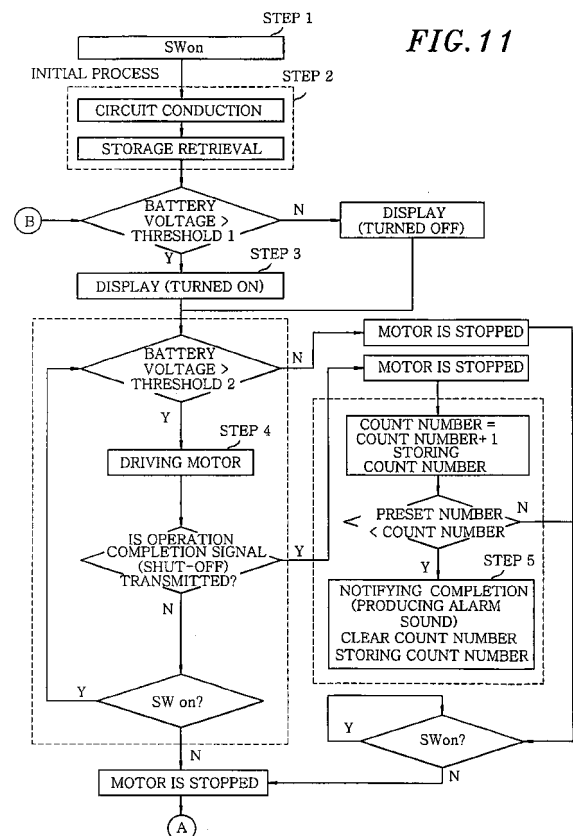 STEP 1
FIG. 11
SWon
INITIAL PROCESS
STEP 2
CIRCUIT CONDUCTION
STORAGE RETRIEVAL
B
BATTERY
VOLTAGE >
THRESHOLD 1
N
DISPLAY
(TURNED OFF)
Y
STEP 3
DISPLAY (TURNED ON)
BATTERY
VOLTAGE >
THRESHOLD 2
N
MOTOR IS STOPPED
MOTOR IS STOPPED
Y
STEP 4
DRIVING MOTOR
COUNT NUMBER =
COUNT NUMBER+ 1
STORING
COUNT NUMBER
PRESET NUMBER
< COUNT NUMBER
N
IS OPERATION
COMPLETION SIGNAL
(SHUT-OFF)
TRANSMITTED?
Y
Y
STEP 5
N
NOTIFYING COMPLETION
(PRODUCING ALARM
SOUND)
CLEAR COUNT NUMBER
STORING COUNT NUMBER
Y
SW on?
Y
SWon?
N
N
MOTOR IS STOPPED
A